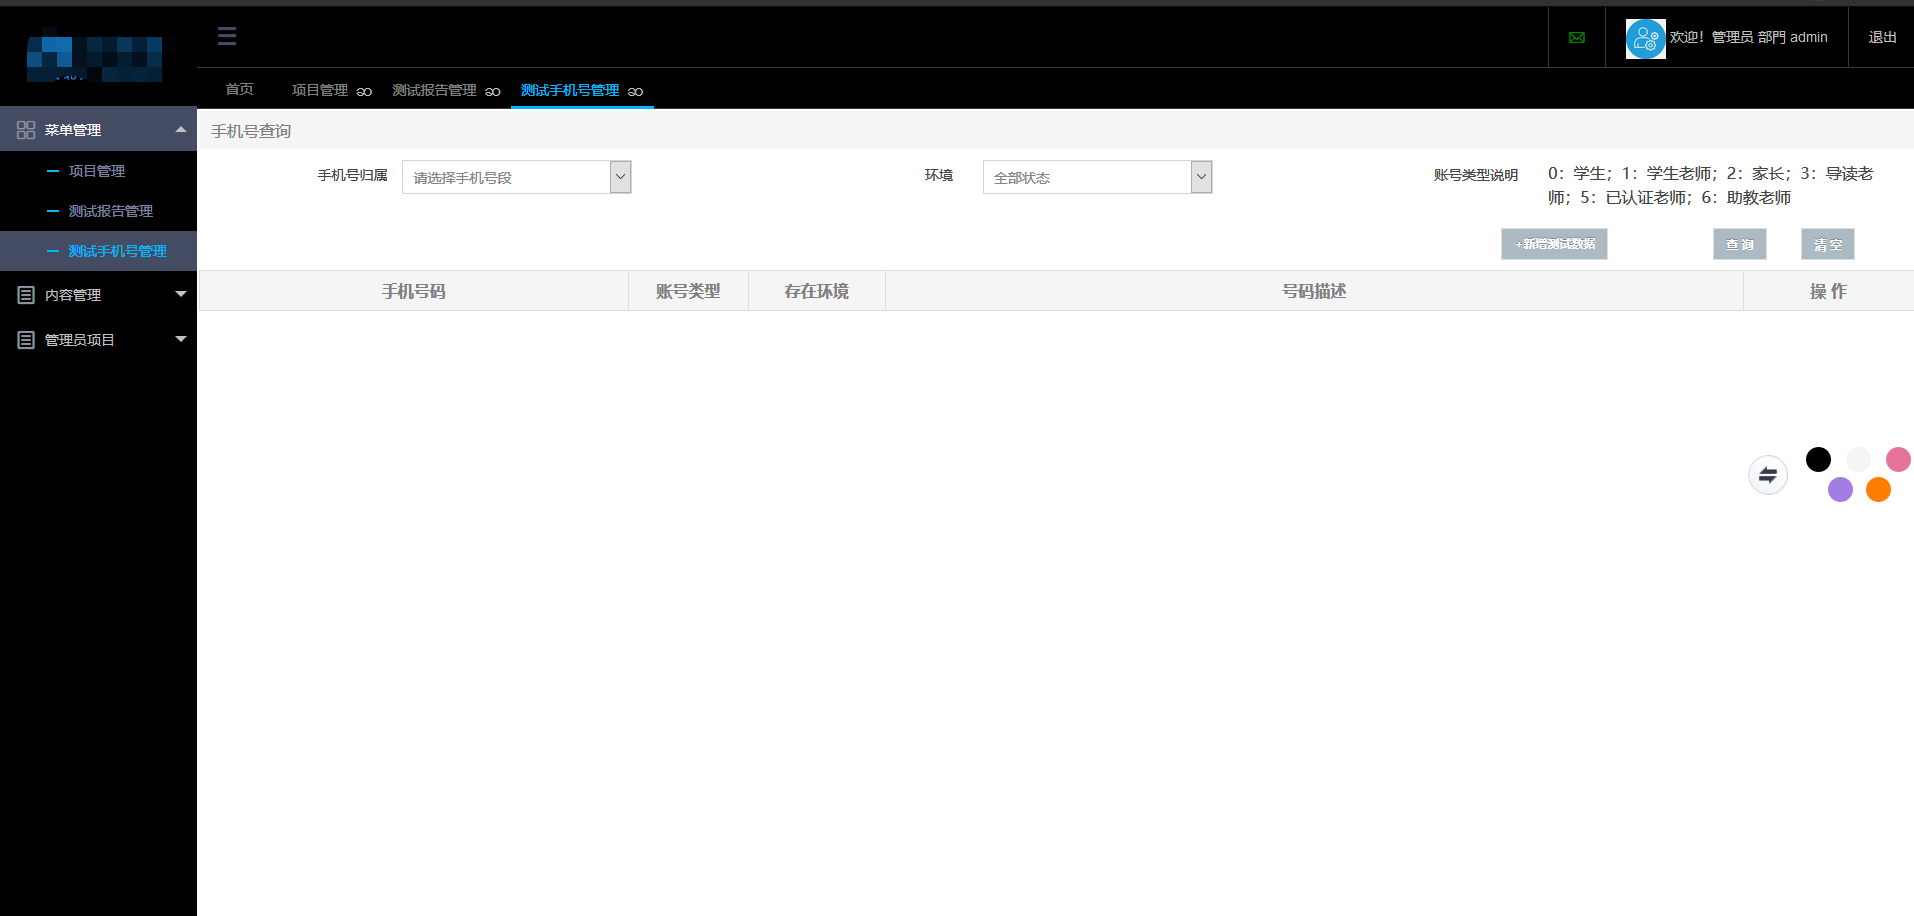 欢迎！管理员 部門 admin
退出
首页
项目管理
测试报告管理
测试手机号管理
菜单管理
项目管理
测试报告管理
测试手机号管理
内容管理
管理员项目
手机号查询
手机号归属
请选择手机号段
环境
全部状态
账号类型说明
0：学生；1：学生老师；2：家长；3：导读老
师；5：已认证老师；6：助教老师
+新增测试数据
查 询
清 空
手机号码
账号类型
存在环境
号码描述
操 作